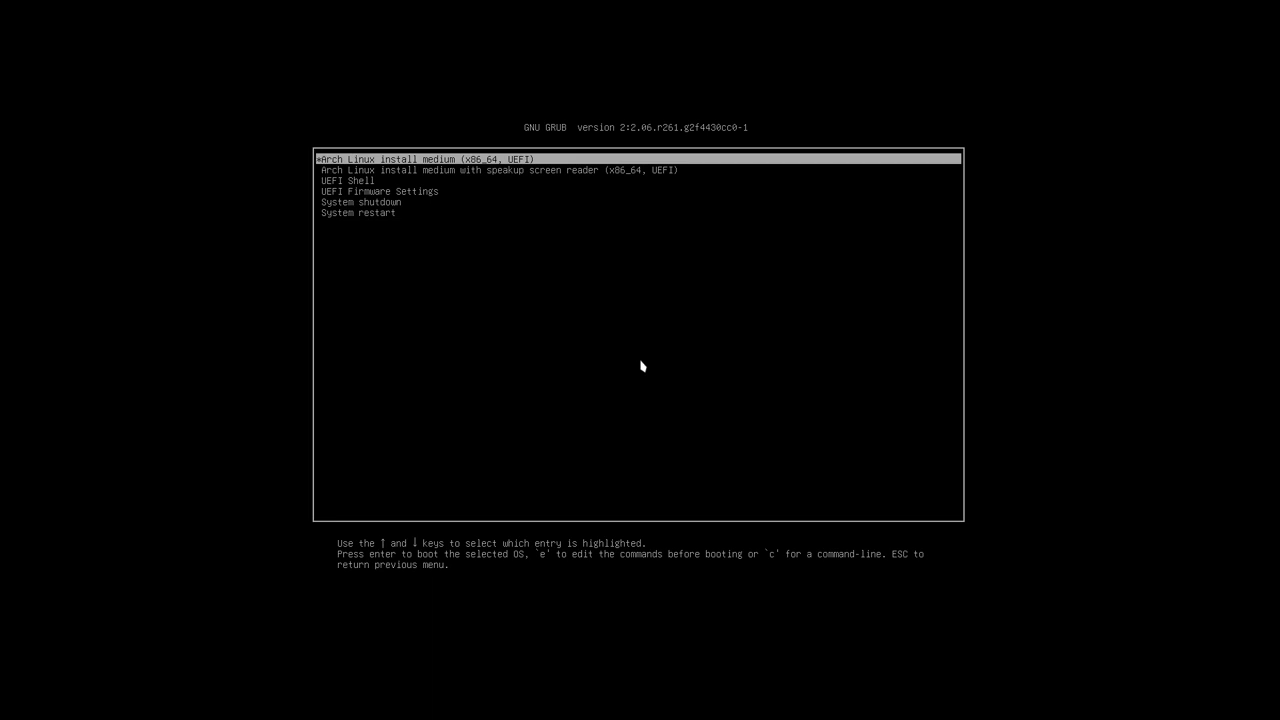 GNU GRUB  version 2:2.06.r261.g2f4430cc0-1
*Arch Linux install medium (x86_64, UEFI)
Arch Linux install medium with speakup screen reader (x86_64, UEFI)
UEFI Shell
UEFI Firmware Settings
System shutdown
System restart
Use the ↑ and ↓ keys to select which entry is highlighted.
Press enter to boot the selected OS, `e' to edit the commands before booting or `c' for a command-line. ESC to
return previous menu.